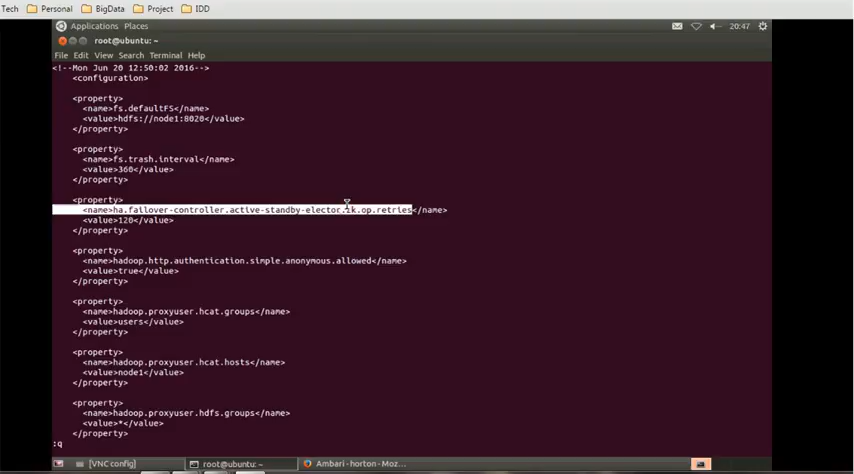 Tech Personal BigData Project IDD
Applications Places 20:47
root@ubuntu: ~
File Edit View Search Terminal Help
<!--Mon Jun 20 12:50:02 2016-->
<configuration>
<property>
<name>fs.defaultFS</name>
<value>hdfs://node1:8020</value>
</property>
<property>
<name>fs.trash.interval</name>
<value>360</value>
</property>
<property>
<name>ha.failover-controller.active-standby-elector.zk.op.retries</name>
<value>120</value>
</property>
<property>
<name>hadoop.http.authentication.simple.anonymous.allowed</name>
<value>true</value>
</property>
<property>
<name>hadoop.proxyuser.hcat.groups</name>
<value>users</value>
</property>
<property>
<name>hadoop.proxyuser.hcat.hosts</name>
<value>node1</value>
</property>
<property>
<name>hadoop.proxyuser.hdfs.groups</name>
<value>*</value>
</property>
:q
[VNC config] root@ubuntu: ~ Ambari - horton - Moz...